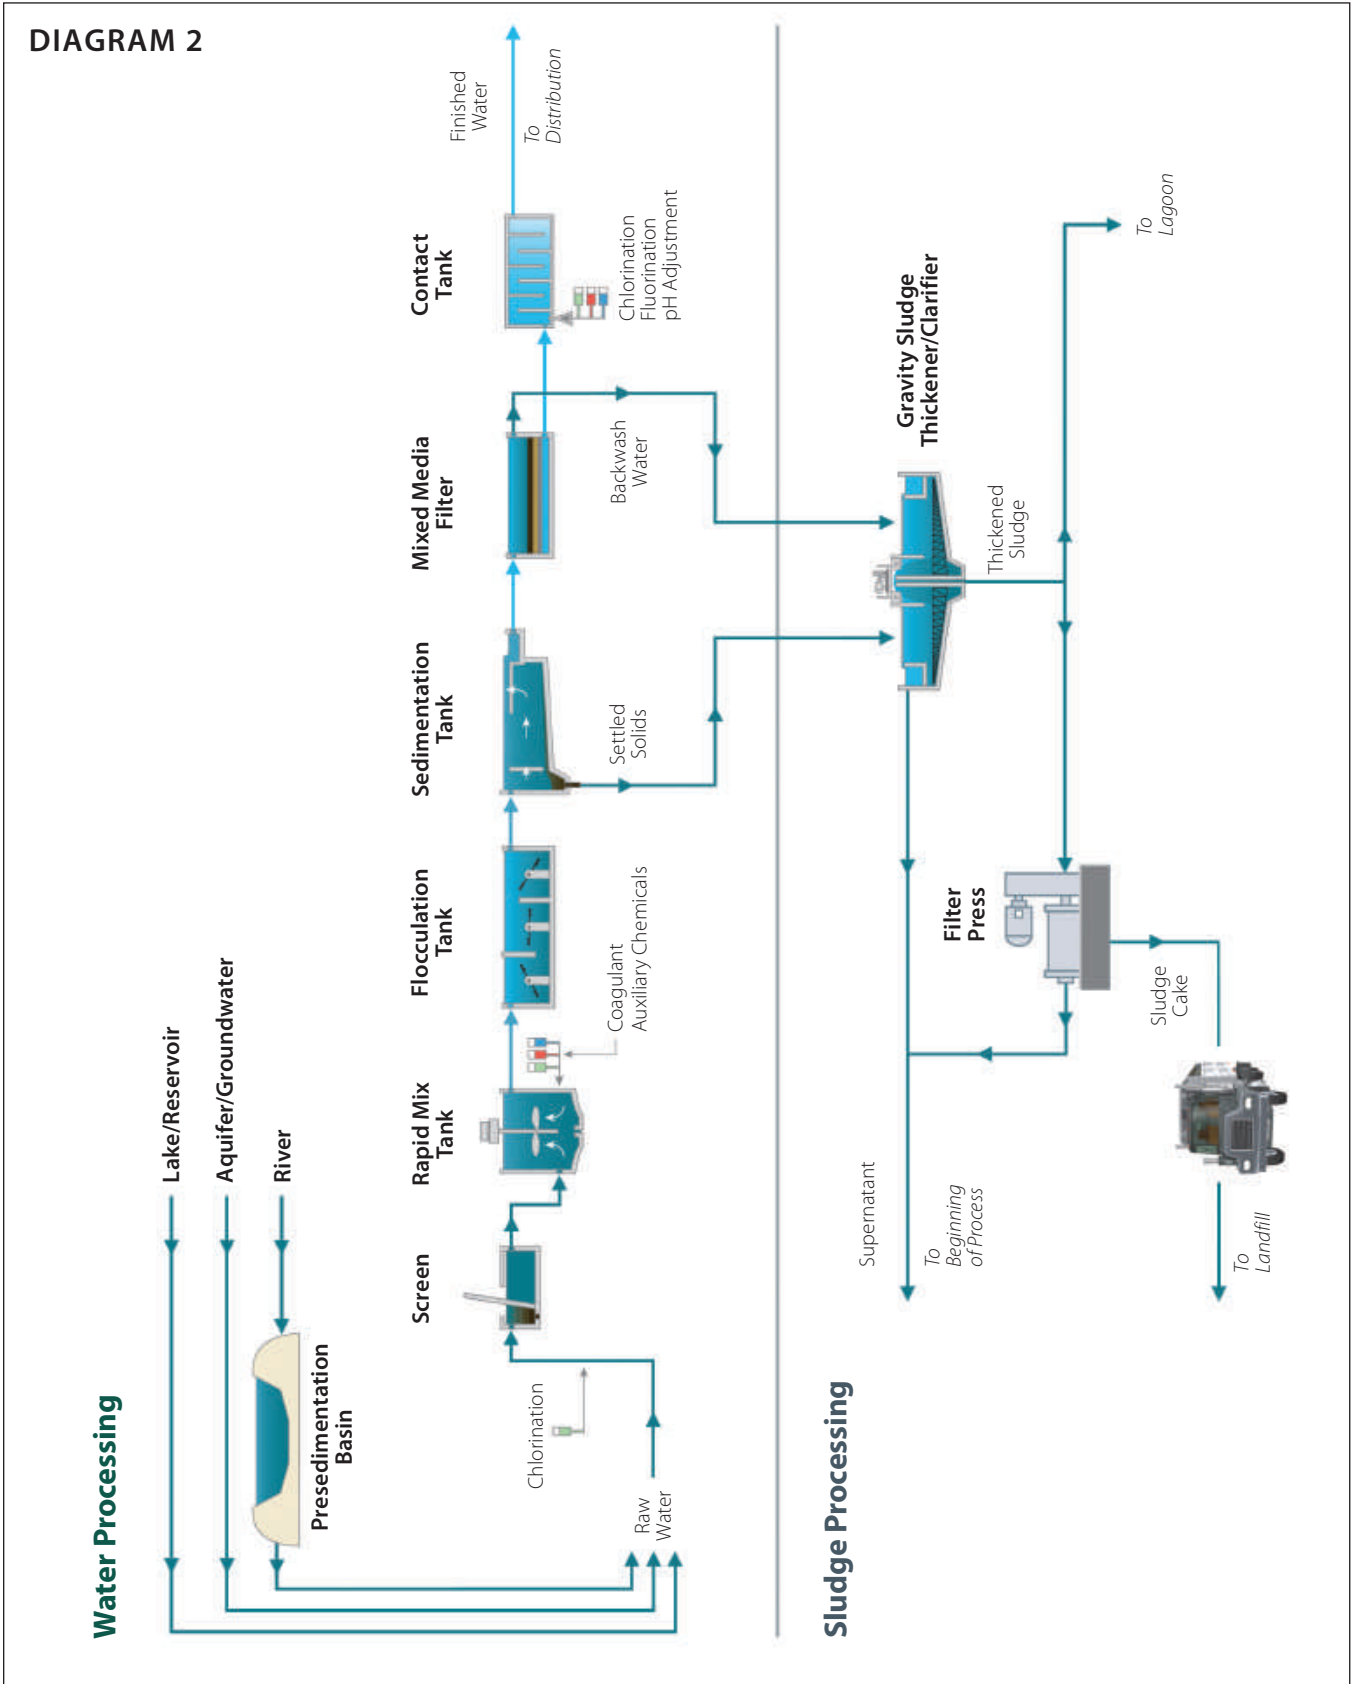 DIAGRAM 2
Water Processing
Lake/Reservoir
Aquifer/Groundwater
River
Presedimentation
Basin
Raw
Water
Chlorination
Screen
Rapid Mix
Tank
Coagulant
Auxiliary Chemicals
Flocculation
Tank
Sedimentation
Tank
Settled
Solids
Mixed Media
Filter
Backwash
Water
Contact
Tank
Chlorination
Fluorination
pH Adjustment
Finished
Water
To
Distribution
Sludge Processing
Gravity Sludge
Thickener/Clarifier
Thickened
Sludge
To
Lagoon
Filter
Press
Sludge
Cake
Supernatant
To
Beginning
of Process
To
Landfill